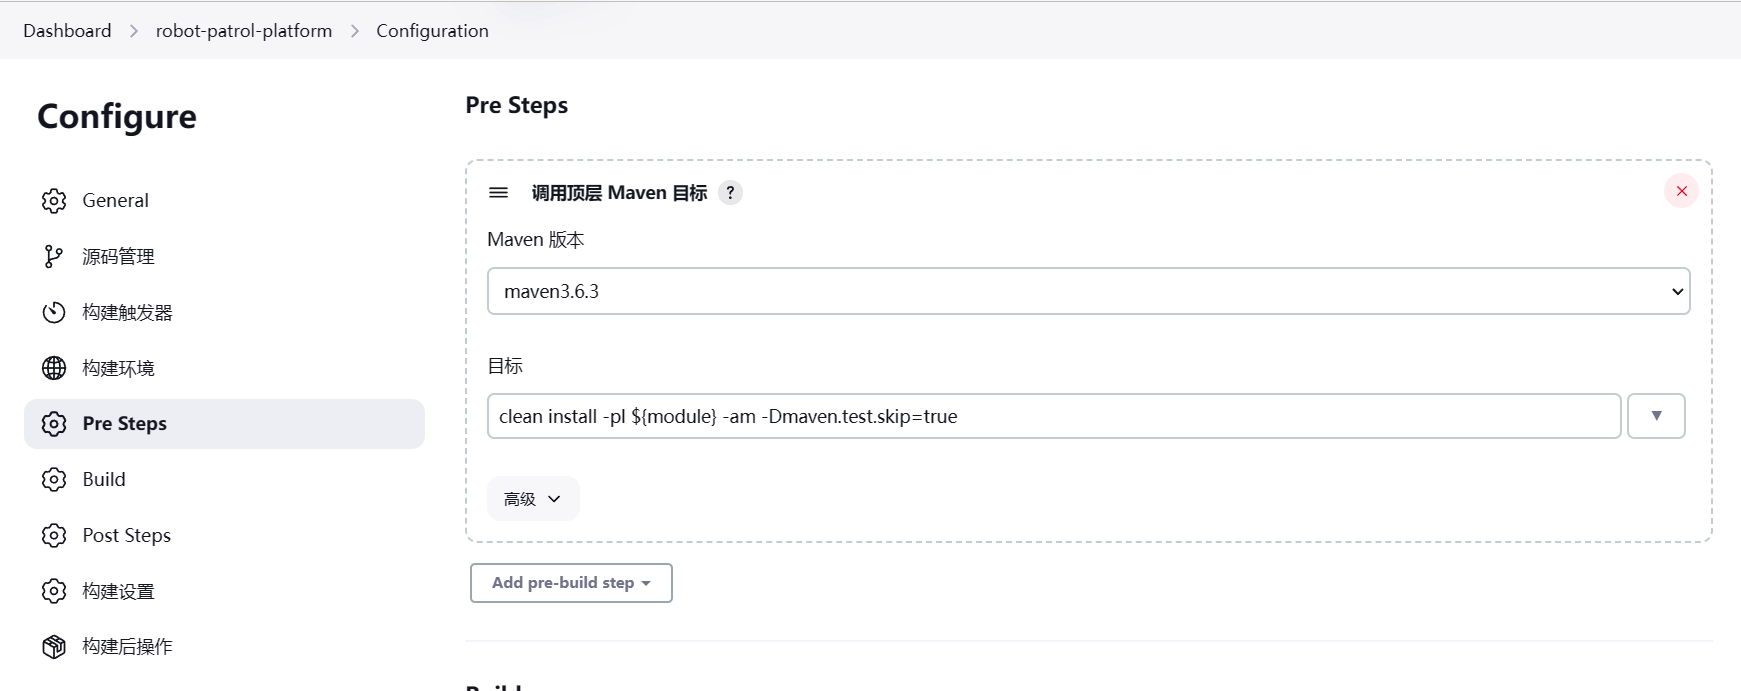 Dashboard > robot-patrol-platform > Configuration
Configure
General
源码管理
构建触发器
构建环境
Pre Steps
Build
Post Steps
构建设置
构建后操作
Pre Steps
调用顶层 Maven 目标 ?
Maven 版本
maven3.6.3
目标
clean install -pl ${module} -am -Dmaven.test.skip=true
高级
Add pre-build step
Build